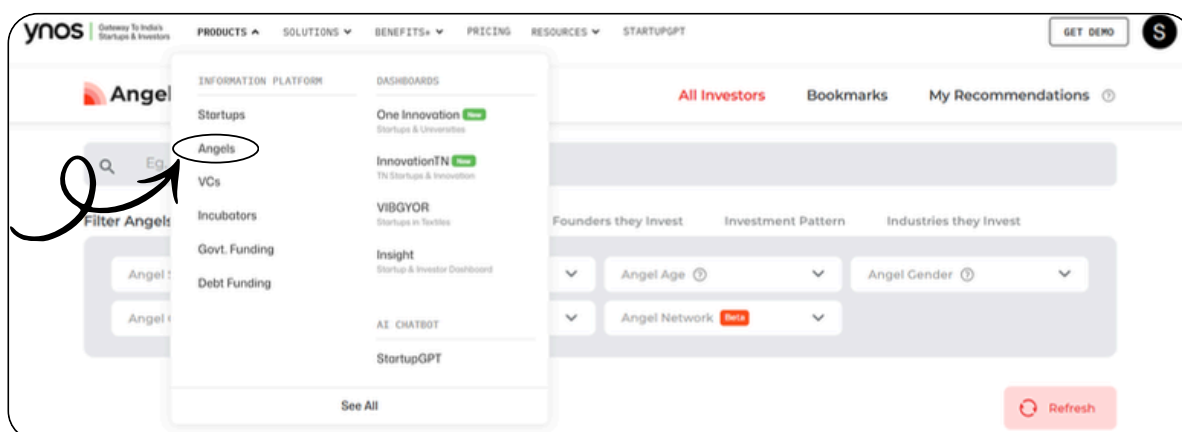 ynos Gateway To India's Startups & Investors
PRODUCTS SOLUTIONS BENEFITS+ PRICING RESOURCES STARTUPGPT GET DEMO S
Angel
All Investors Bookmarks My Recommendations
INFORMATION PLATFORM
Startups
Angels
VCs
Incubators
Govt. Funding
Debt Funding
DASHBOARDS
One Innovation New
Startups & Universities
InnovationTN New
TN Startups & Innovation
VIBGYOR
Startups in Textiles
Insight
Startup & Investor Dashboard
AI CHATBOT
StartupGPT
See All
Eg.
Filter Angels Founders they Invest Investment Pattern Industries they Invest
Angel Angel Age Angel Gender
Angel Angel Network Beta
Refresh